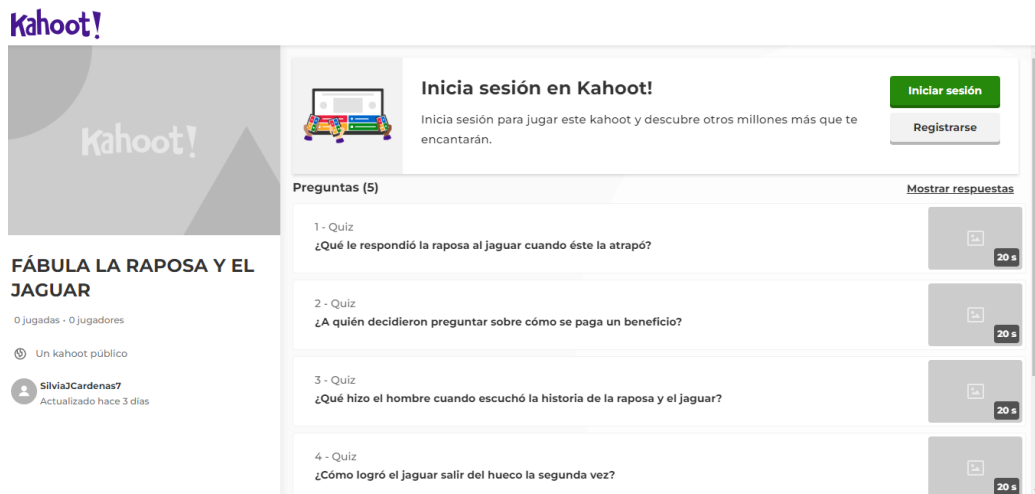 Kahoot!
Kahoot!
FÁBULA LA RAPOSA Y EL
JAGUAR
0 jugadas · 0 jugadores
Un kahoot público
SilviaJCardenas7
Actualizado hace 3 días
Inicia sesión en Kahoot!
Inicia sesión para jugar este kahoot y descubre otros millones más que te
encantarán.
Iniciar sesión
Registrarse
Preguntas (5)
Mostrar respuestas
1 - Quiz
¿Qué le respondió la raposa al jaguar cuando éste la atrapó?
20 s
2 - Quiz
¿A quién decidieron preguntar sobre cómo se paga un beneficio?
20 s
3 - Quiz
¿Qué hizo el hombre cuando escuchó la historia de la raposa y el jaguar?
20 s
4 - Quiz
¿Cómo logró el jaguar salir del hueco la segunda vez?
20 s